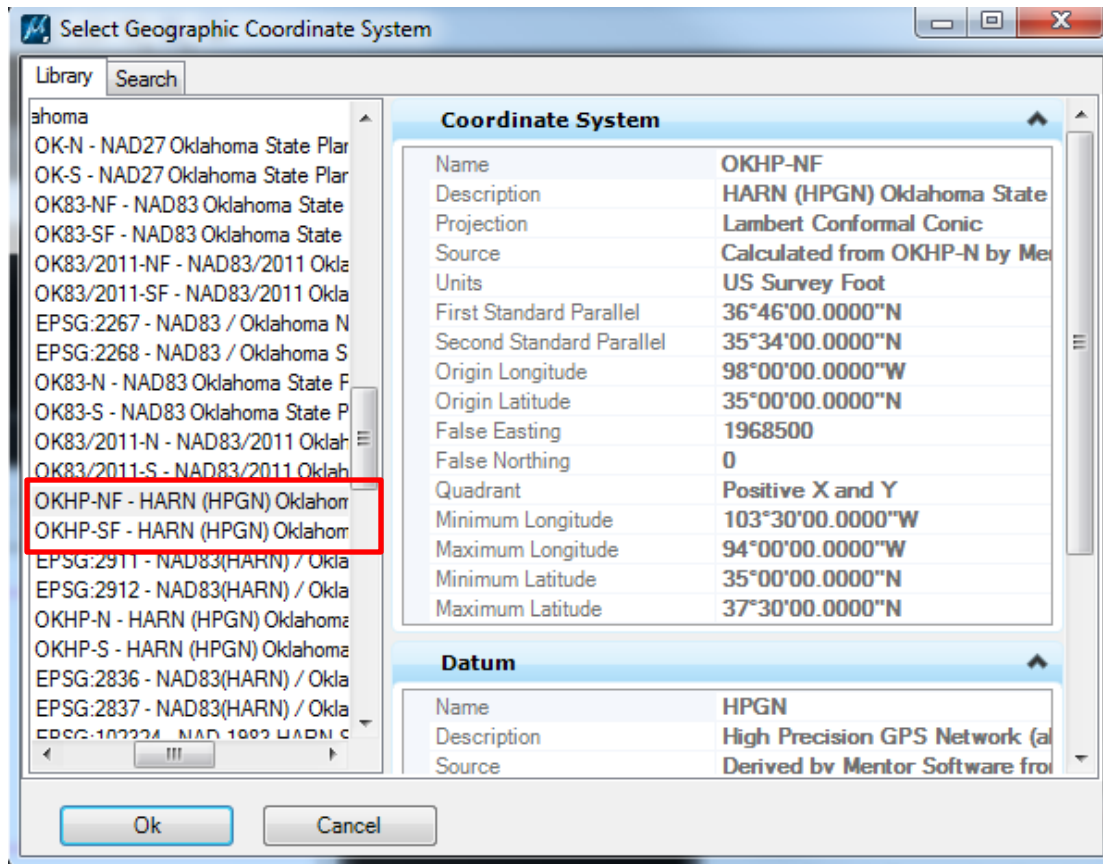 Select Geographic Coordinate System
Library Search
ahoma
OK-N - NAD27 Oklahoma State Plan
OK-S - NAD27 Oklahoma State Plan
OK83-NF - NAD83 Oklahoma State
OK83-SF - NAD83 Oklahoma State
OK83/2011-NF - NAD83/2011 Okla
OK83/2011-SF - NAD83/2011 Okla
EPSG:2267 - NAD83 / Oklahoma N
EPSG:2268 - NAD83 / Oklahoma S
OK83-N - NAD83 Oklahoma State P
OK83-S - NAD83 Oklahoma State P
OK83/2011-N - NAD83/2011 Oklah
OK83/2011-S - NAD83/2011 Oklah
OKHP-NF - HARN (HPGN) Oklahom
OKHP-SF - HARN (HPGN) Oklahom
EPSG:2911 - NAD83(HARN) / Okla
EPSG:2912 - NAD83(HARN) / Okla
OKHP-N - HARN (HPGN) Oklahoma
OKHP-S - HARN (HPGN) Oklahoma
EPSG:2836 - NAD83(HARN) / Okla
EPSG:2837 - NAD83(HARN) / Okla
EPSG:102324 - NAD 1983 HARN S
Coordinate System
Name OKHP-NF
Description HARN (HPGN) Oklahoma State
Projection Lambert Conformal Conic
Source Calculated from OKHP-N by Me
Units US Survey Foot
First Standard Parallel 36°46'00.0000"N
Second Standard Parallel 35°34'00.0000"N
Origin Longitude 98°00'00.0000"W
Origin Latitude 35°00'00.0000"N
False Easting 1968500
False Northing 0
Quadrant Positive X and Y
Minimum Longitude 103°30'00.0000"W
Maximum Longitude 94°00'00.0000"W
Minimum Latitude 35°00'00.0000"N
Maximum Latitude 37°30'00.0000"N
Datum
Name HPGN
Description High Precision GPS Network (al
Source Derived by Mentor Software fro
Ok Cancel